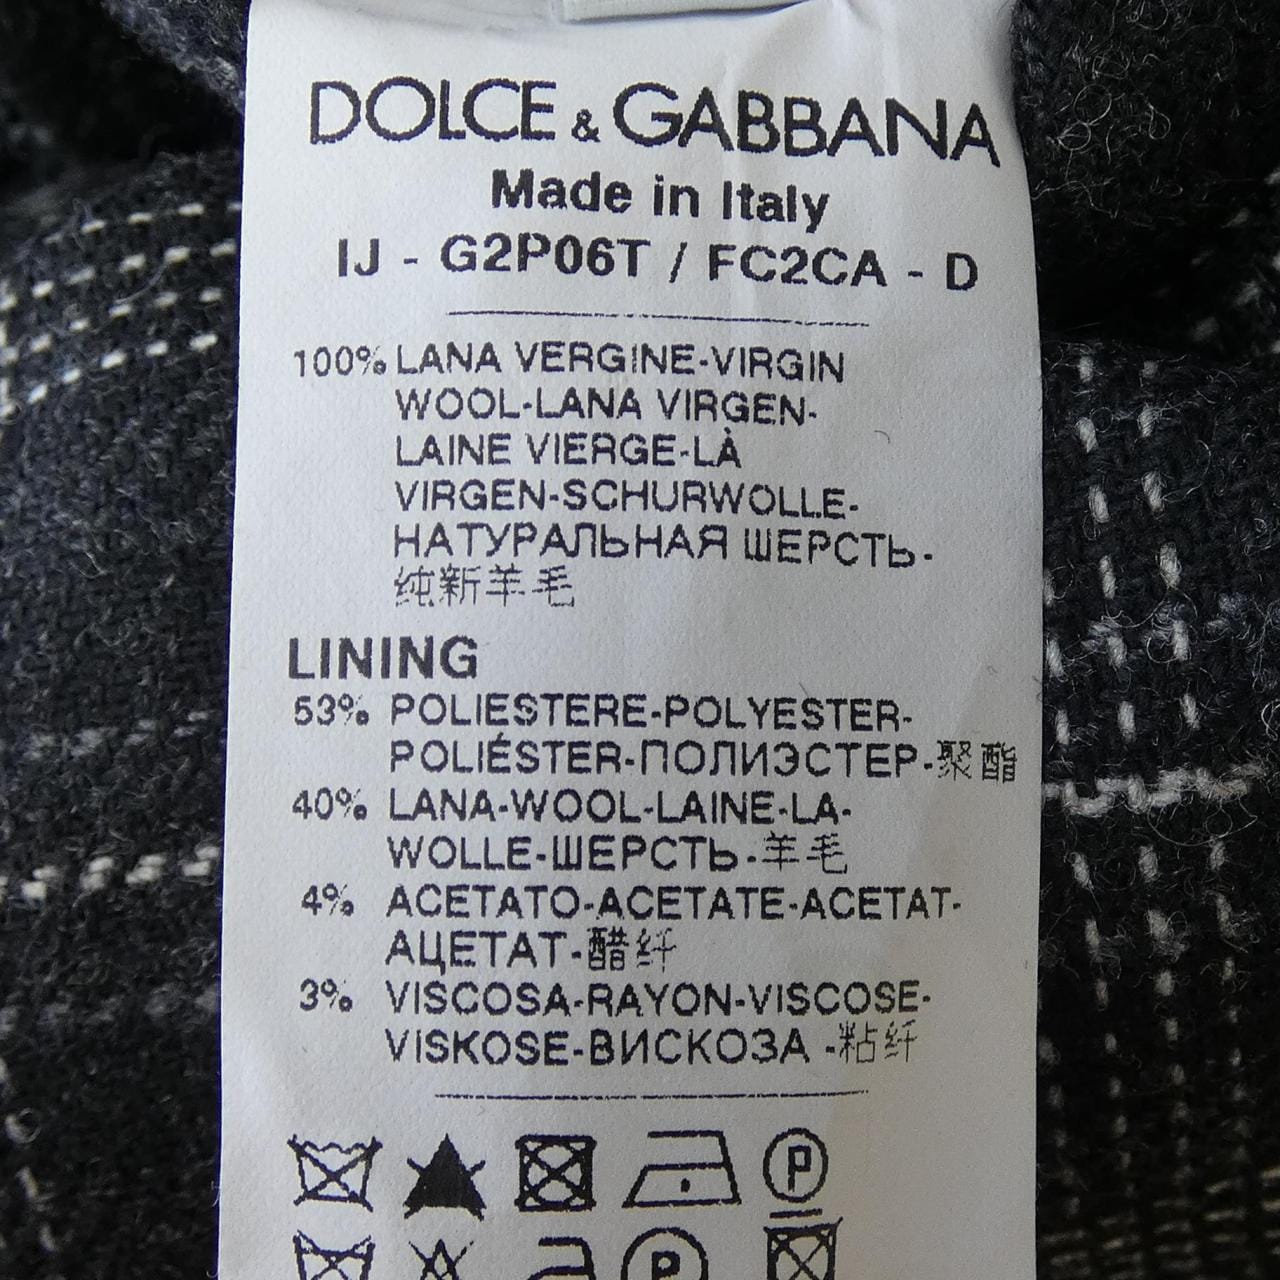 DOLCE & GABBANA
Made in Italy
IJ - G2P06T / FC2CA - D
100% LANA VERGINE-VIRGIN
WOOL-LANA VIRGEN-
LAINE VIERGE-LÀ
VIRGEN-SCHURWOLLE-
НАТУРАЛЬНАЯ ШЕРСТЬ-
纯新羊毛
LINING
53% POLIESTERE-POLYESTER-
POLIÉSTER-ПОЛИЭСТЕР-聚酯
40% LANA-WOOL-LAINE-LA-
WOLLE-ШЕРСТЬ-羊毛
4% ACETATO-ACETATE-ACETAT-
АЦЕТАТ-醋纤
3% VISCOSA-RAYON-VISCOSE-
VISKOSE-ВИСКОЗА -粘纤
P
P